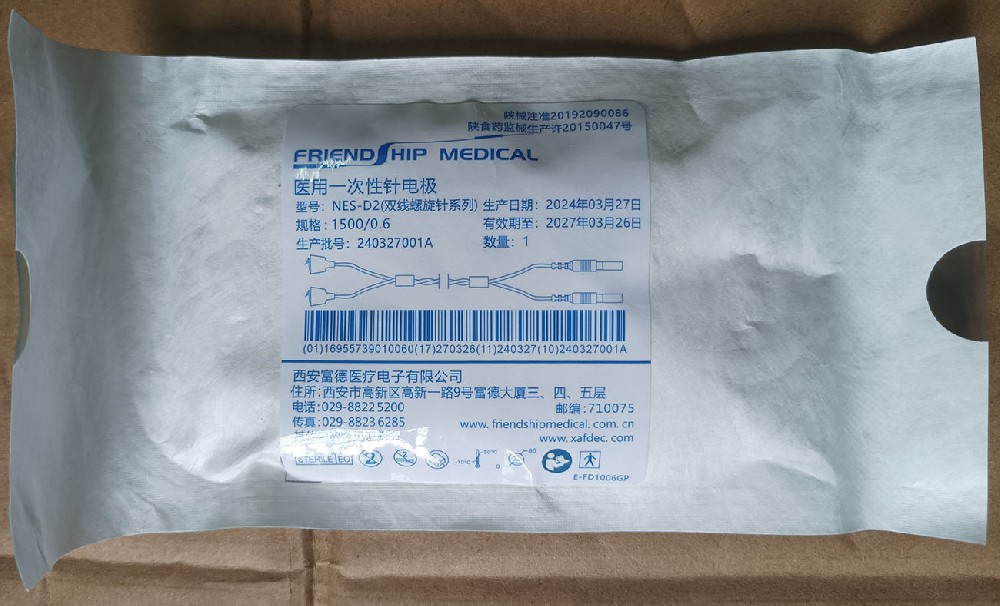 陕械注准20192090086
陕食药监械生产许20150047号
FRIENDSHIP MEDICAL
医用一次性针电极
型号: NES-D2(双线螺旋针系列) 生产日期: 2024年03月27日
规格: 1500/0.6 有效期至: 2027年03月26日
生产批号: 240327001A 数量: 1
(01)16955739010060(17)270326(11)240327(10)240327001A
西安富德医疗电子有限公司
住所:西安市高新区高新一路9号富德大厦三、四、五层
电话:029-88225200 邮编:710075
传真:029-88236285 www.friendshipmedical.com.cn
www.xafdec.com
STERILE EO
E-FD1006GP